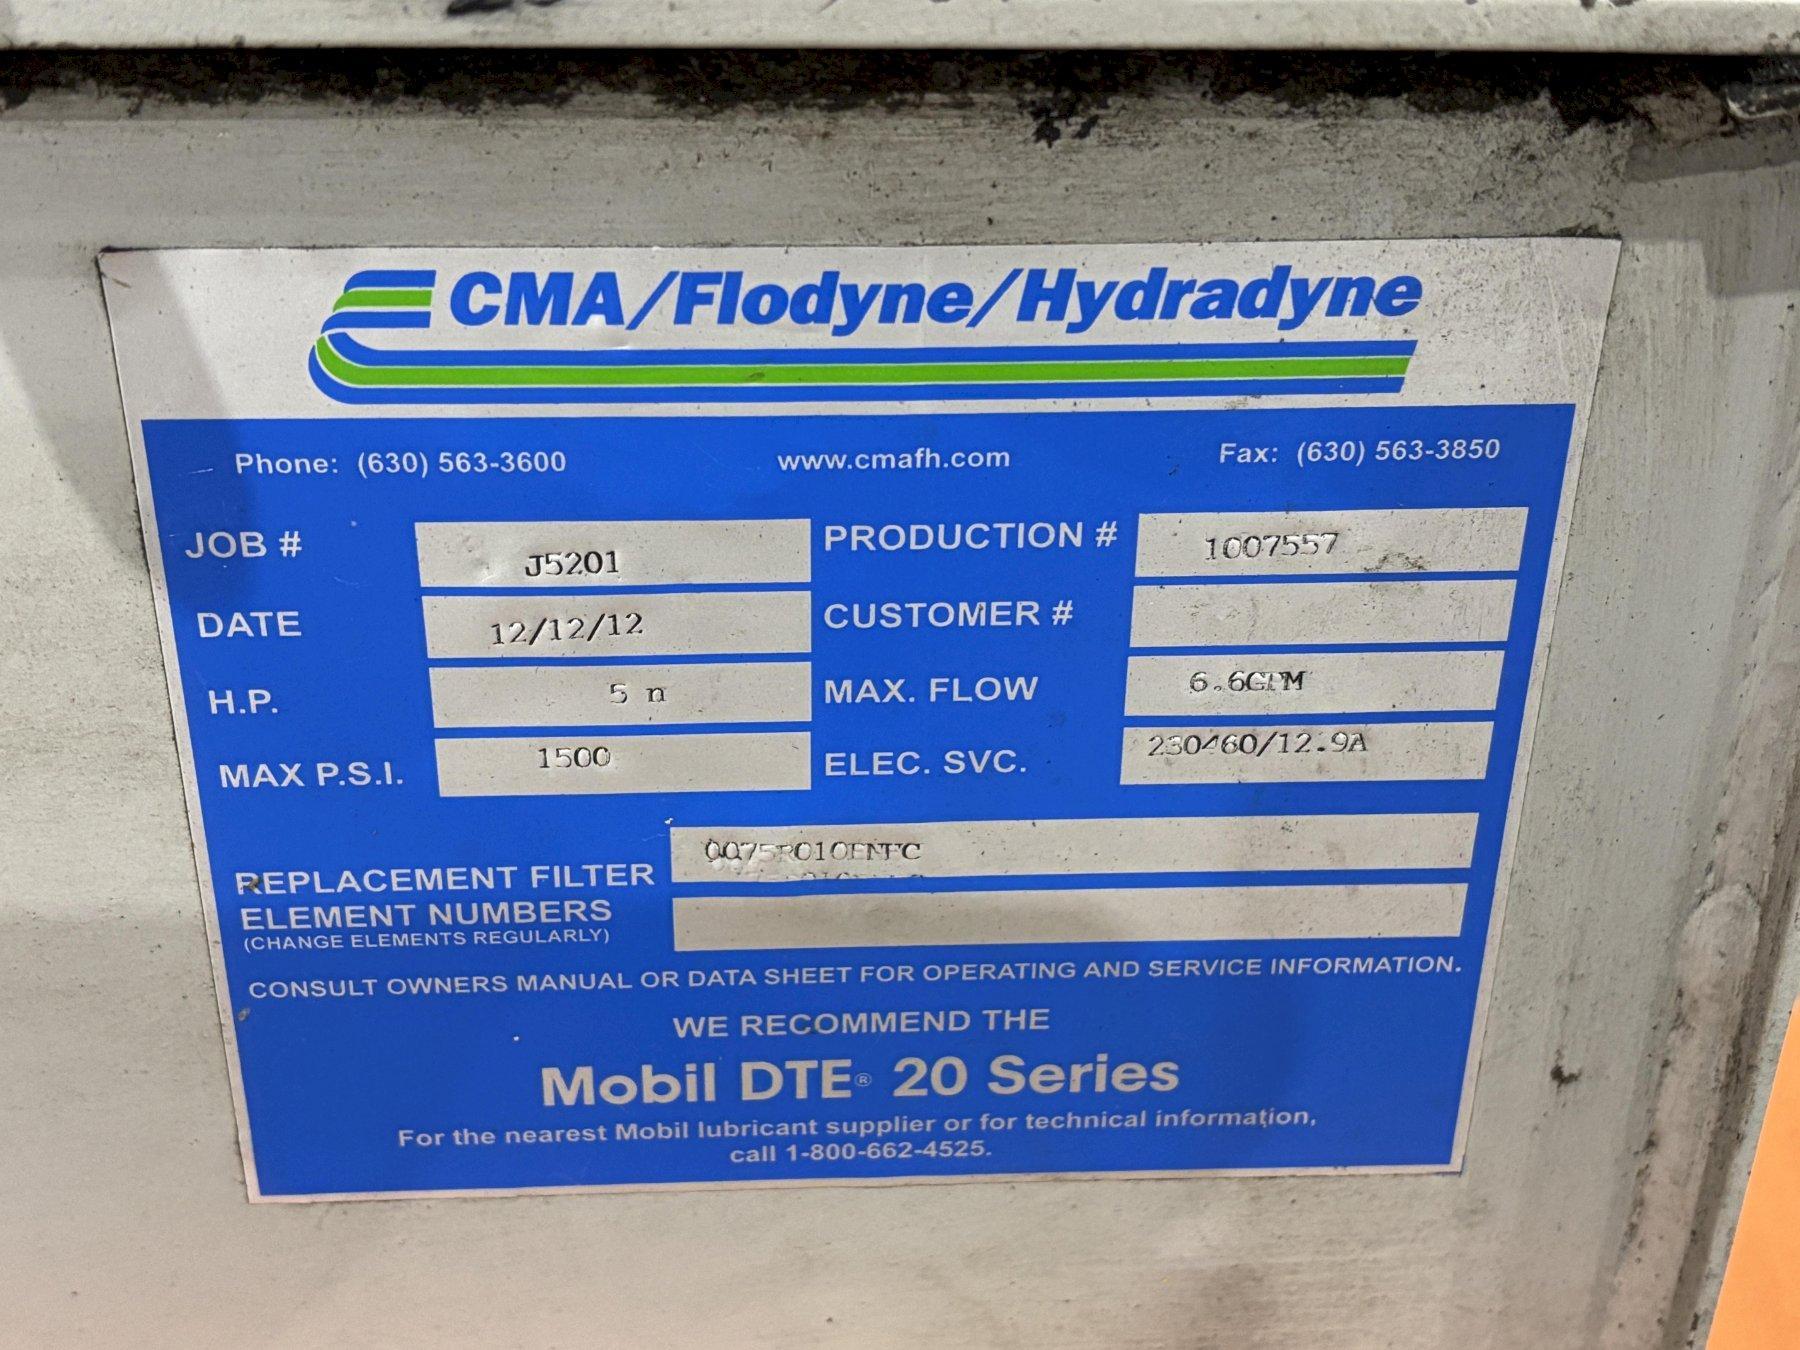 CMA/Flodyne/Hydradyne
Phone: (630) 563-3600 www.cmafh.com Fax: (630) 563-3850
JOB # J5201 PRODUCTION # 1007557
DATE 12/12/12 CUSTOMER #
H.P. 5 MAX. FLOW 6.6GPM
MAX P.S.I. 1500 ELEC. SVC. 230/460/12.9A
REPLACEMENT FILTER
ELEMENT NUMBERS
(CHANGE ELEMENTS REGULARLY)
CONSULT OWNERS MANUAL OR DATA SHEET FOR OPERATING AND SERVICE INFORMATION.
WE RECOMMEND THE
Mobil DTE® 20 Series
For the nearest Mobil lubricant supplier or for technical information,
call 1-800-662-4525.